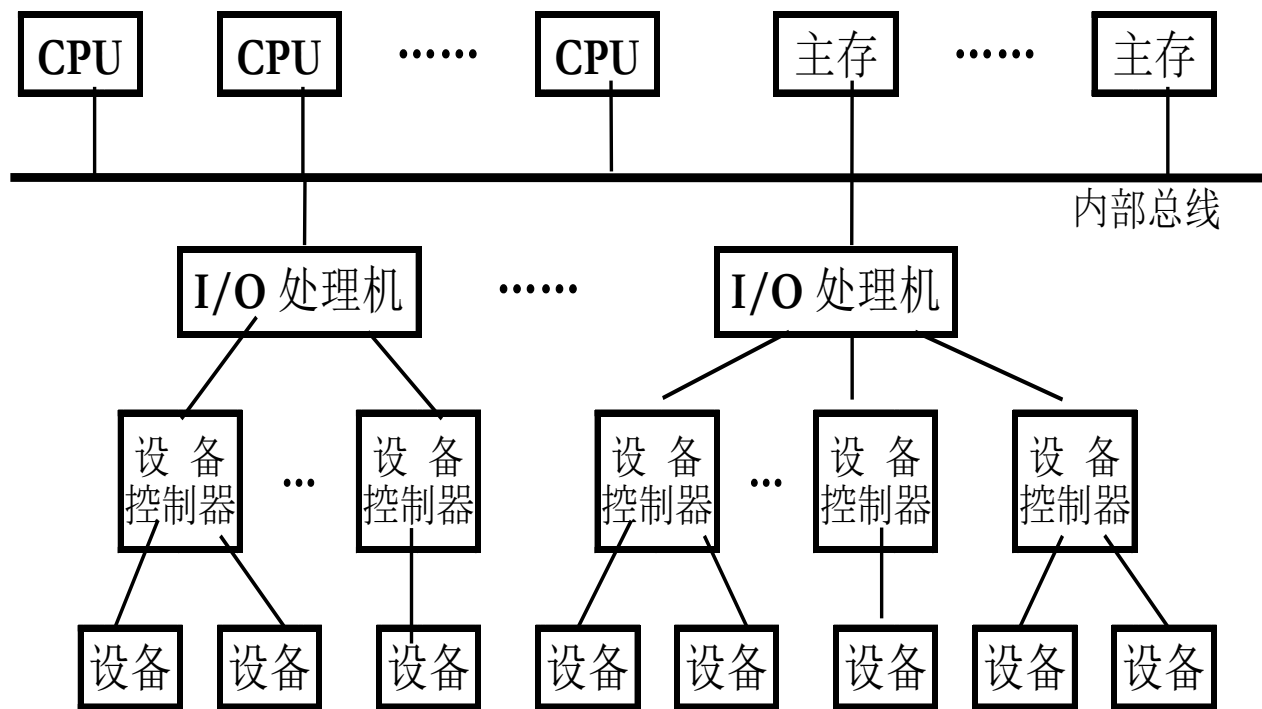 CPU CPU …… CPU 主存 …… 主存
内部总线
I/O 处理机 …… I/O 处理机
设 备 … 设 备 设 备 … 设 备 设 备
控制器 控制器 控制器 控制器 控制器
设备 设备 设备 设备 设备 设备 设备 设备